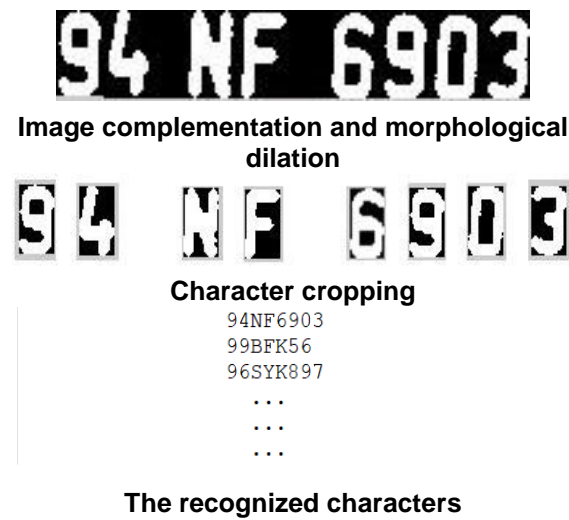 94 NF 6903
Image complementation and morphological
dilation
9 4 N F 6 9 0 3
Character cropping
94NF6903
99BFK56
96SYK897
...
...
...
The recognized characters